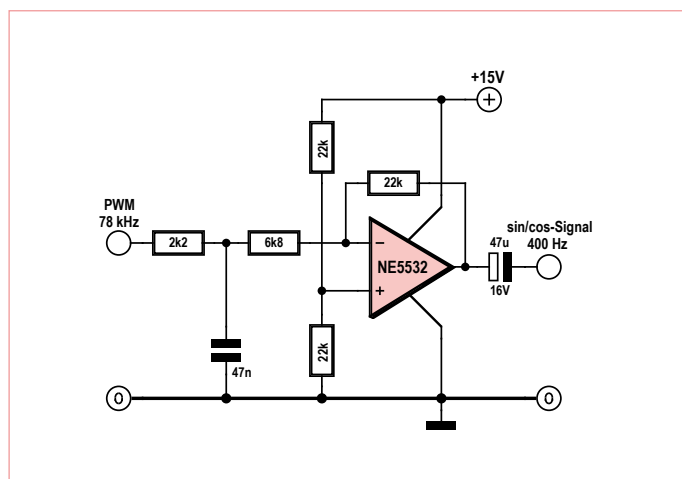 +15V
22k
22k
PWM
78 kHz
2k2
6k8
−
NE5532
+
47u
16V
sin/cos-Signal
400 Hz
22k
47n
0
0